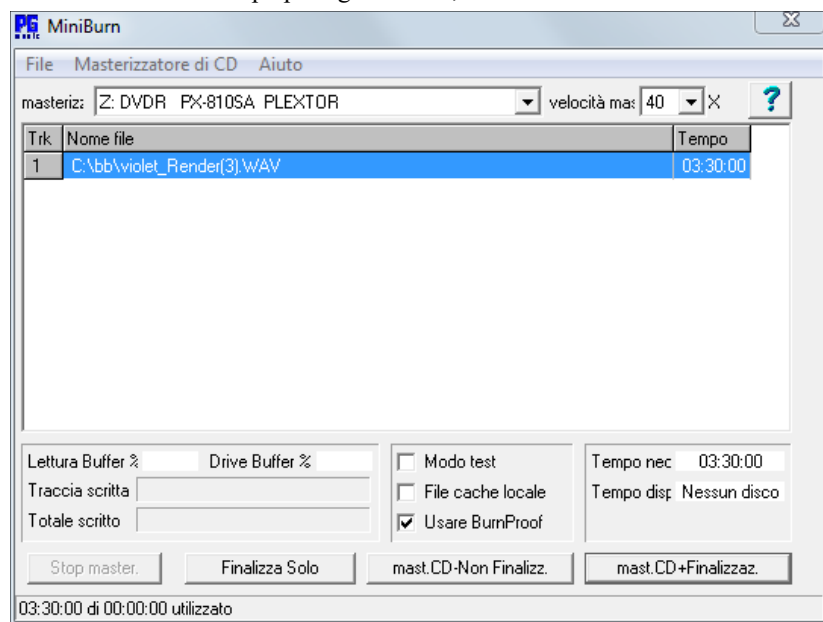 PG MiniBurn
File Masterizzatore di CD Aiuto
masteriz: Z: DVDR PX-810SA PLEXTOR velocità mas 40 X ?
Trk Nome file Tempo
1 C:\bb\violet_Render(3).WAV 03:30:00
Lettura Buffer % Drive Buffer % Modo test Tempo nec 03:30:00
Traccia scritta File cache locale Tempo disp Nessun disco
Totale scritto Usare BurnProof
Stop master. Finalizza Solo mast.CD-Non Finalizz. mast.CD+Finalizzaz.
03:30:00 di 00:00:00 utilizzato